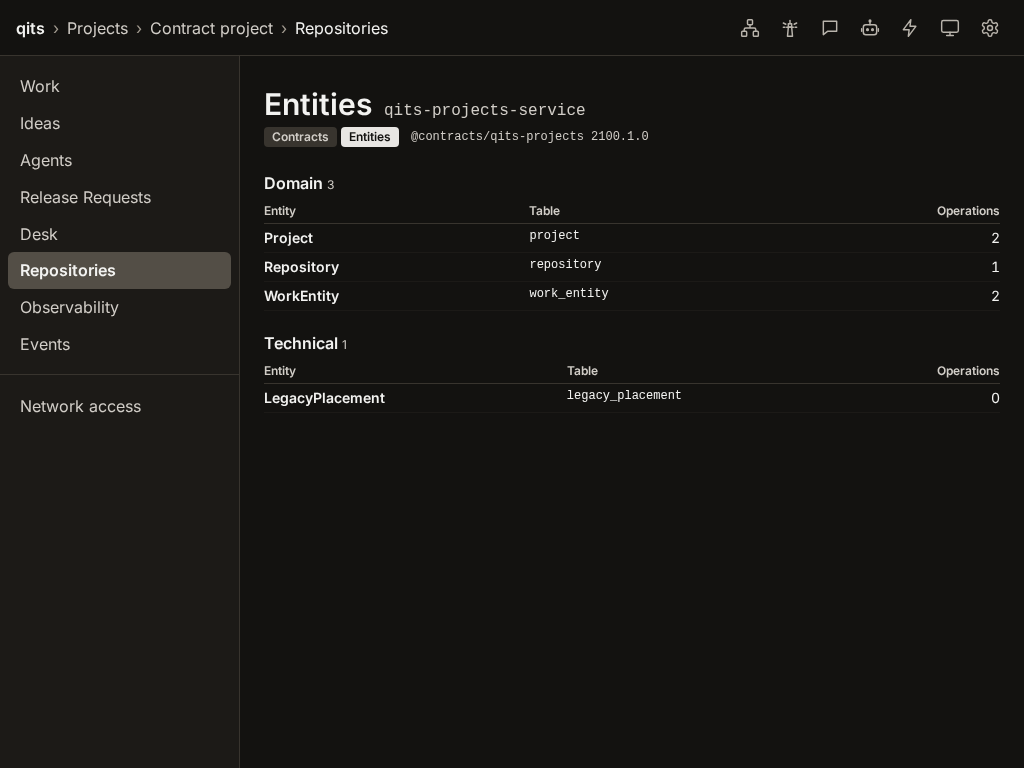 qits › Projects › Contract project › Repositories
Work
Ideas
Agents
Release Requests
Desk
Repositories
Observability
Events
Network access
Entities qits-projects-service
Contracts Entities @contracts/qits-projects 2100.1.0
Domain 3
Entity Table Operations
Project project 2
Repository repository 1
WorkEntity work_entity 2
Technical 1
Entity Table Operations
LegacyPlacement legacy_placement 0